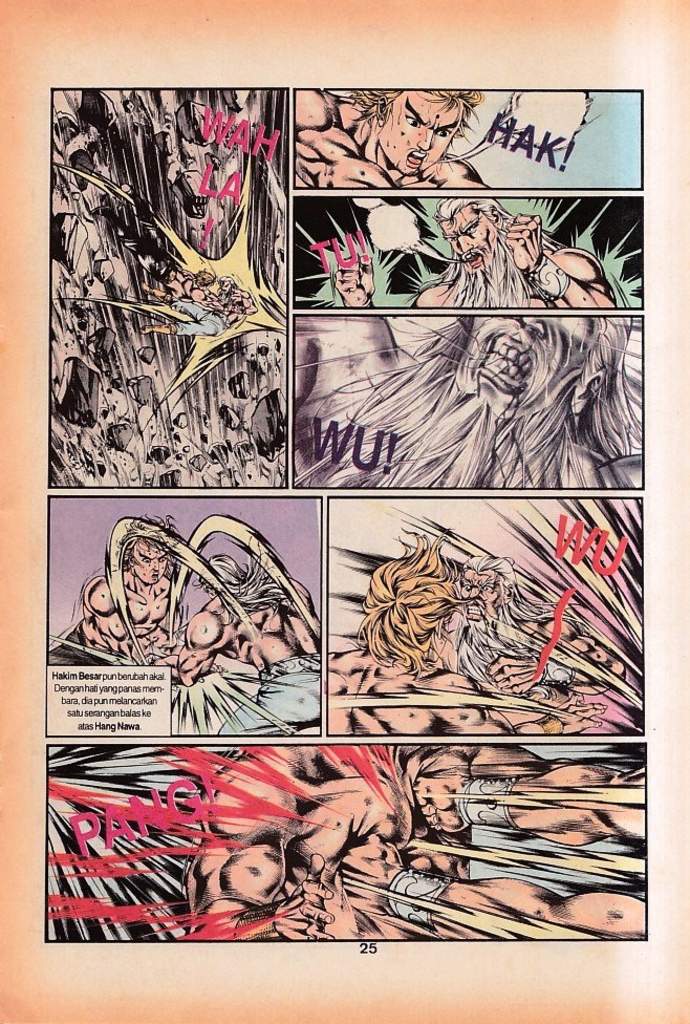 WAH
LA
!
HAK!
TU!
WU!
Hakim Besar pun berubah akal.
Dengan hati yang panas mem-
bara, dia pun melancarkan
satu serangan balas ke
atas Hang Nawa.
WU
PANG!
25